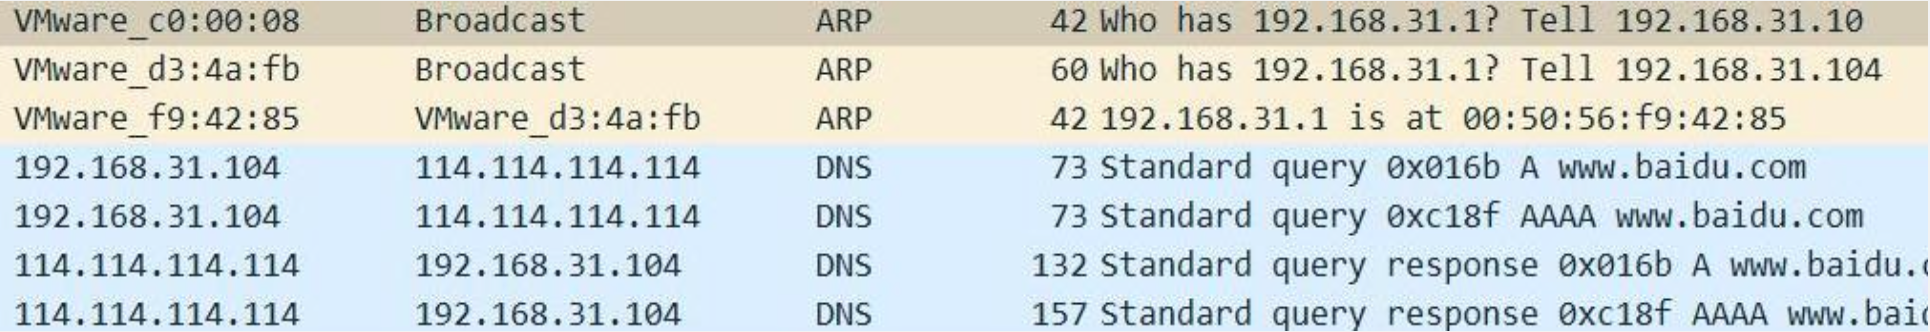 VMware_c0:00:08 Broadcast ARP 42 Who has 192.168.31.1? Tell 192.168.31.10
VMware_d3:4a:fb Broadcast ARP 60 Who has 192.168.31.1? Tell 192.168.31.104
VMware_f9:42:85 VMware_d3:4a:fb ARP 42 192.168.31.1 is at 00:50:56:f9:42:85
192.168.31.104 114.114.114.114 DNS 73 Standard query 0x016b A www.baidu.com
192.168.31.104 114.114.114.114 DNS 73 Standard query 0xc18f AAAA www.baidu.com
114.114.114.114 192.168.31.104 DNS 132 Standard query response 0x016b A www.baidu.
114.114.114.114 192.168.31.104 DNS 157 Standard query response 0xc18f AAAA www.bai